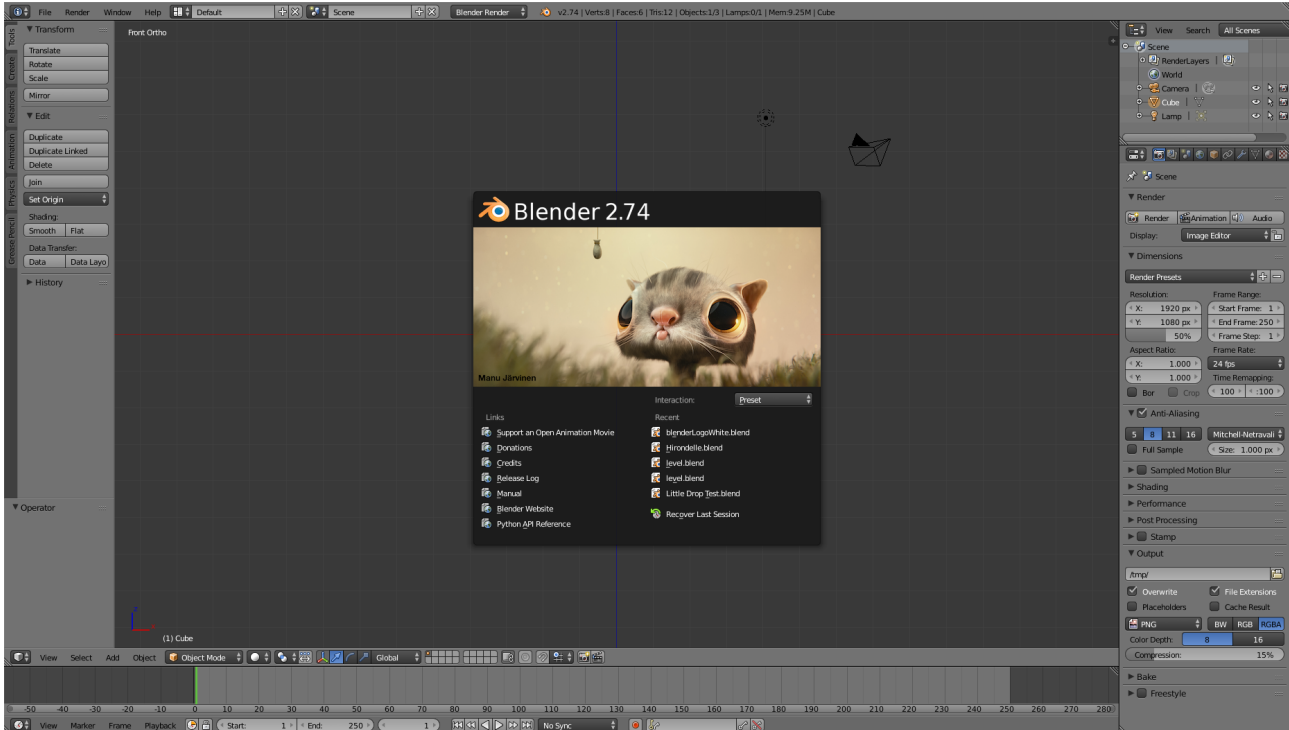 File Render Window Help Default Scene Blender Render v2.74 | Verts:8 | Faces:6 | Tris:12 | Objects:1/3 | Lamps:0/1 | Mem:9.25M | Cube
Tools
Create
Relations
Animation
Physics
Grease Pencil
Transform
Translate
Rotate
Scale
Mirror
Edit
Duplicate
Duplicate Linked
Delete
Join
Set Origin
Shading:
Smooth Flat
Data Transfer:
Data Data Layo
History
Operator
Front Ortho
Blender 2.74
Manu Järvinen
Interaction: Preset
Links
Support an Open Animation Movie
Donations
Credits
Release Log
Manual
Blender Website
Python API Reference
Recent
blenderLogoWhite.blend
Hirondelle.blend
level.blend
level.blend
Little Drop Test.blend
Recover Last Session
z
x
(1) Cube
View Select Add Object Object Mode Global
-50 -40 -30 -20 -10 0 10 20 30 40 50 60 70 80 90 100 110 120 130 140 150 160 170 180 190 200 210 220 230 240 250 260 270 280
View Marker Frame Playback Start: 1 End: 250 1 No Sync
View Search All Scenes
Scene
RenderLayers |
World
Camera |
Cube |
Lamp |
Scene
Render
Render Animation Audio
Display: Image Editor
Dimensions
Render Presets
Resolution: Frame Range:
X: 1920 px Start Frame: 1
Y: 1080 px End Frame: 250
50% Frame Step: 1
Aspect Ratio: Frame Rate:
X: 1.000 24 fps
Y: 1.000 Time Remapping:
Bor Crop 100 :100
Anti-Aliasing
5 8 11 16 Mitchell-Netravali
Full Sample Size: 1.000 px
Sampled Motion Blur
Shading
Performance
Post Processing
Stamp
Output
/tmp/
Overwrite File Extensions
Placeholders Cache Result
PNG BW RGB RGBA
Color Depth: 8 16
Compression: 15%
Bake
Freestyle